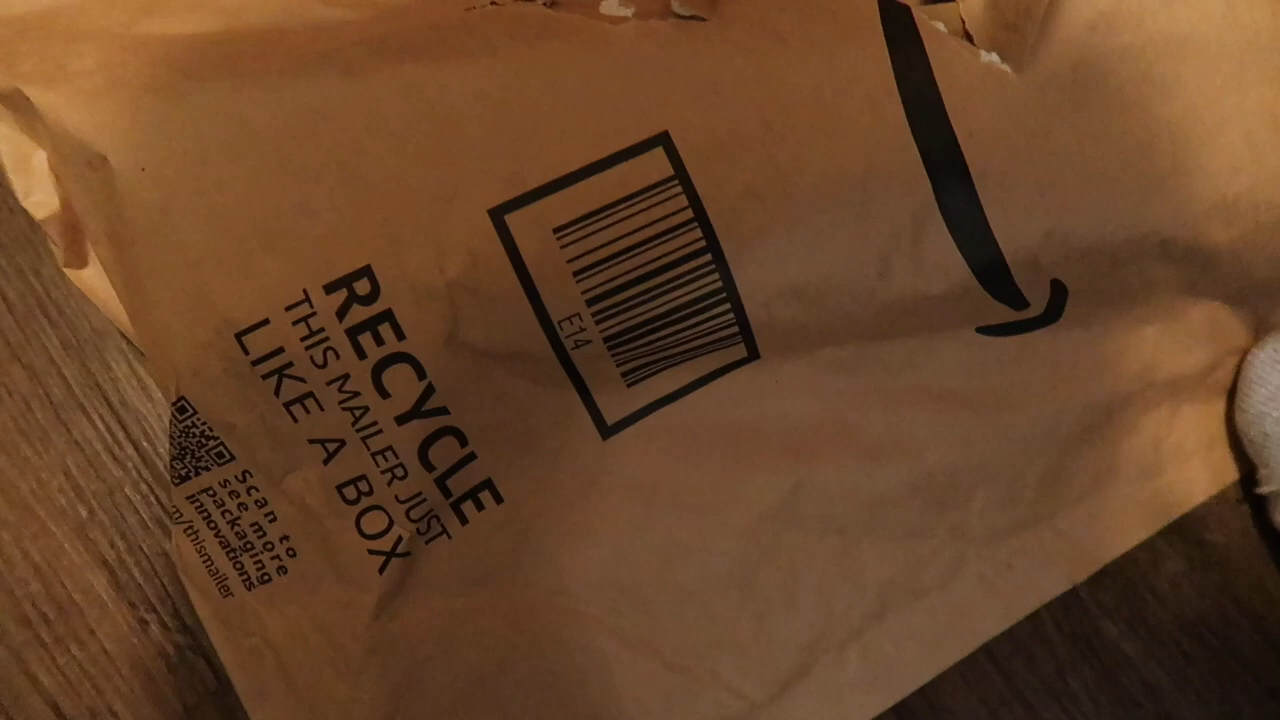 E14
RECYCLE
THIS MAILER JUST
LIKE A BOX
Scan to
see more
packaging
innovations
m/thismailer